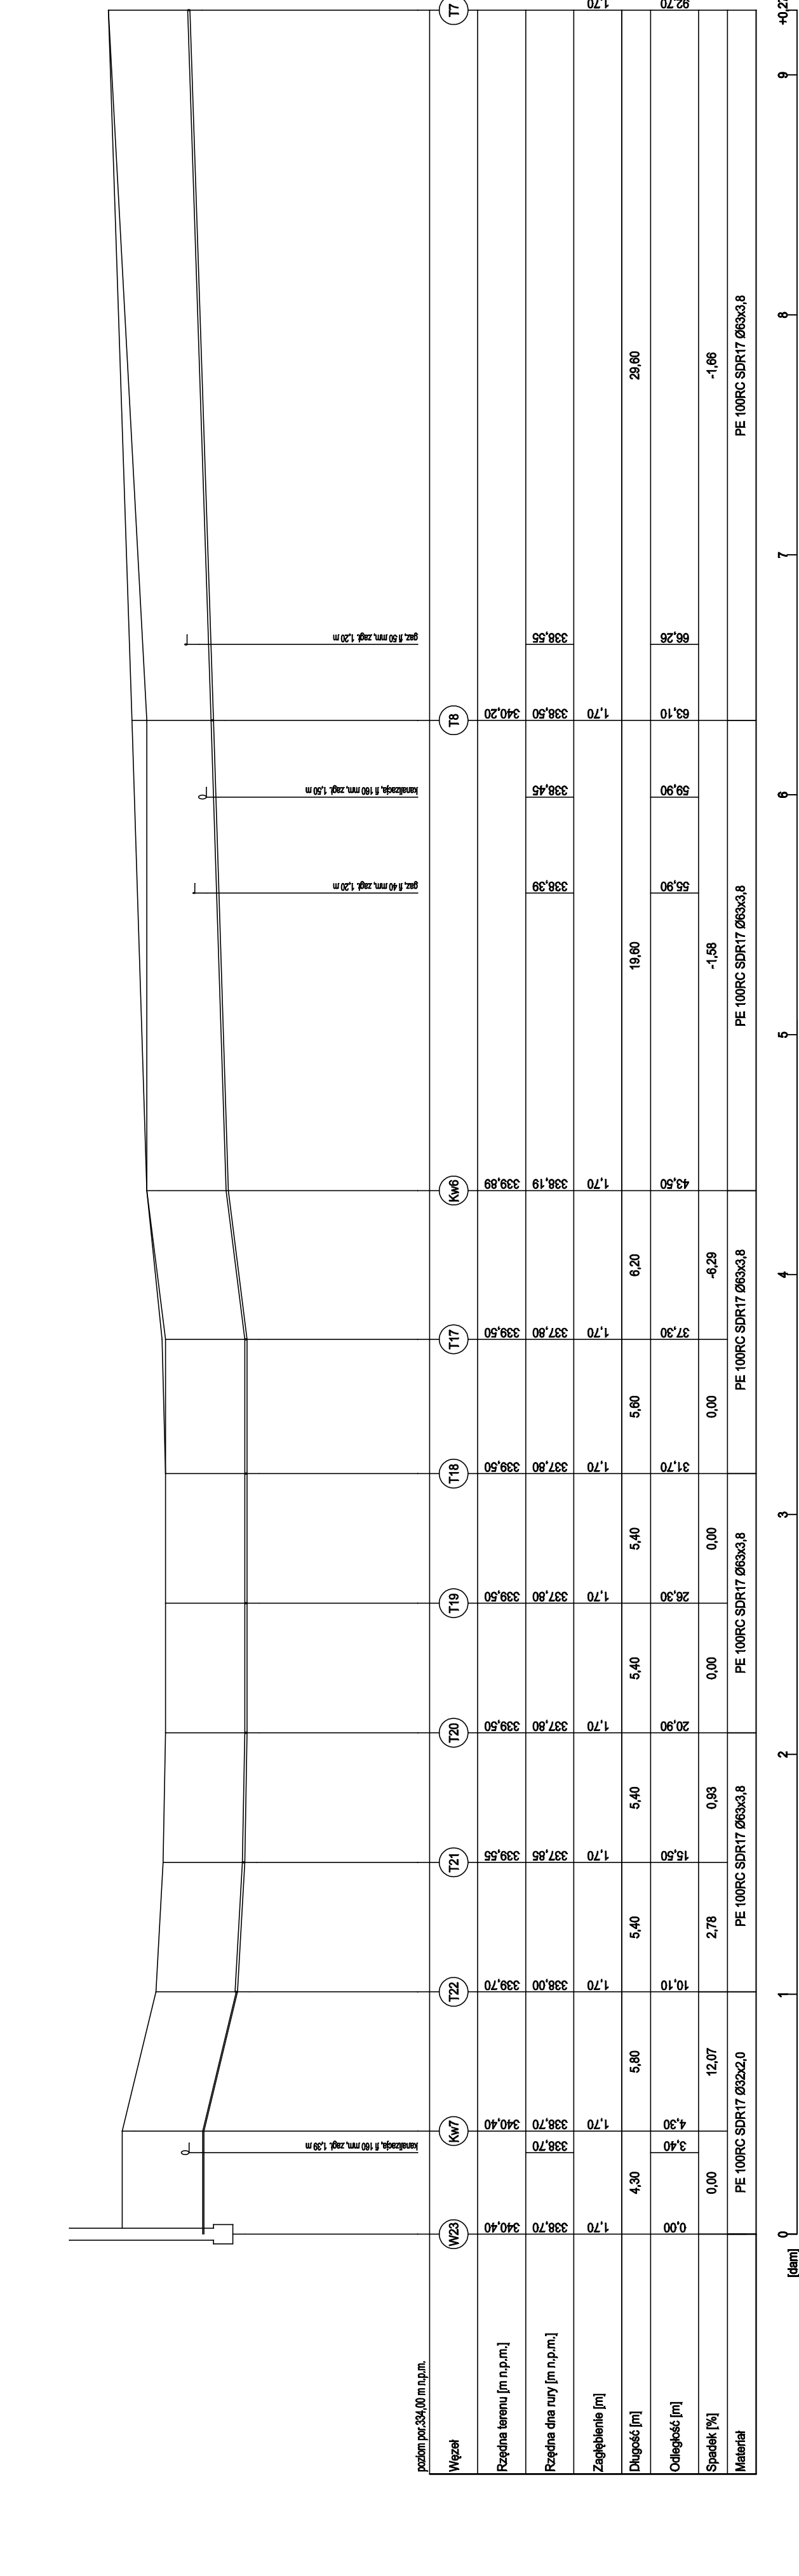 poziom por.334,00 m n.p.m.
kanalizacja, fi 160 mm, zagł. 1,39 m
gaz, fi 40 mm, zagł. 1,20 m
kanalizacja, fi 160 mm, zagł. 1,50 m
gaz, fi 50 mm, zagł. 1,20 m
Węzeł W23 Kw7 T22 T21 T20 T19 T18 T17 Kw6 T8 T7
Rzędna terenu [m n.p.m.] 340,40 340,40 339,70 339,55 339,50 339,50 339,50 339,50 339,89 340,20
Rzędna dna rury [m n.p.m.] 338,70 338,70 338,70 338,00 337,85 337,80 337,80 337,80 337,80 338,19 338,39 338,45 338,50 338,55
Zagłębienie [m] 1,70 1,70 1,70 1,70 1,70 1,70 1,70 1,70 1,70 1,70 1,70
Długość [m] 4,30 5,80 5,40 5,40 5,40 5,40 5,60 6,20 19,60 29,60
Odległość [m] 0,00 3,40 4,30 10,10 15,50 20,90 26,30 31,70 37,30 43,50 55,90 59,90 63,10 66,26 92,70
Spadek [%] 0,00 12,07 2,78 0,93 0,00 0,00 0,00 -6,29 -1,58 -1,66
Materiał PE 100RC SDR17 Ø32x2,0 PE 100RC SDR17 Ø63x3,8 PE 100RC SDR17 Ø63x3,8 PE 100RC SDR17 Ø63x3,8 PE 100RC SDR17 Ø63x3,8 PE 100RC SDR17 Ø63x3,8
[dam] 0 1 2 3 4 5 6 7 8 9